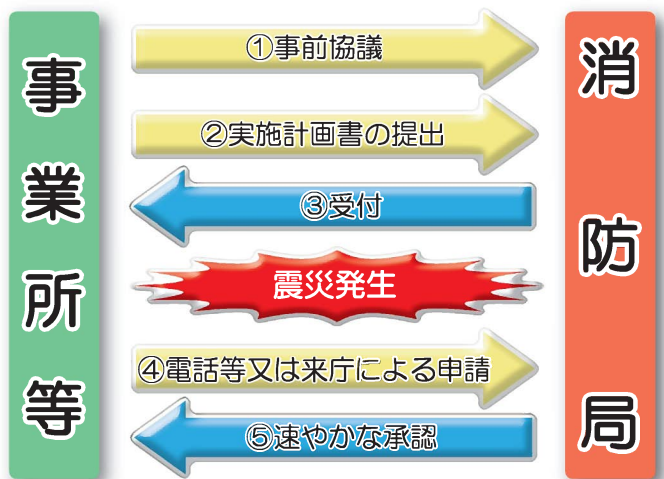 事業所等
①事前協議
②実施計画書の提出
③受付
震災発生
④電話等又は来庁による申請
⑤速やかな承認
消防局